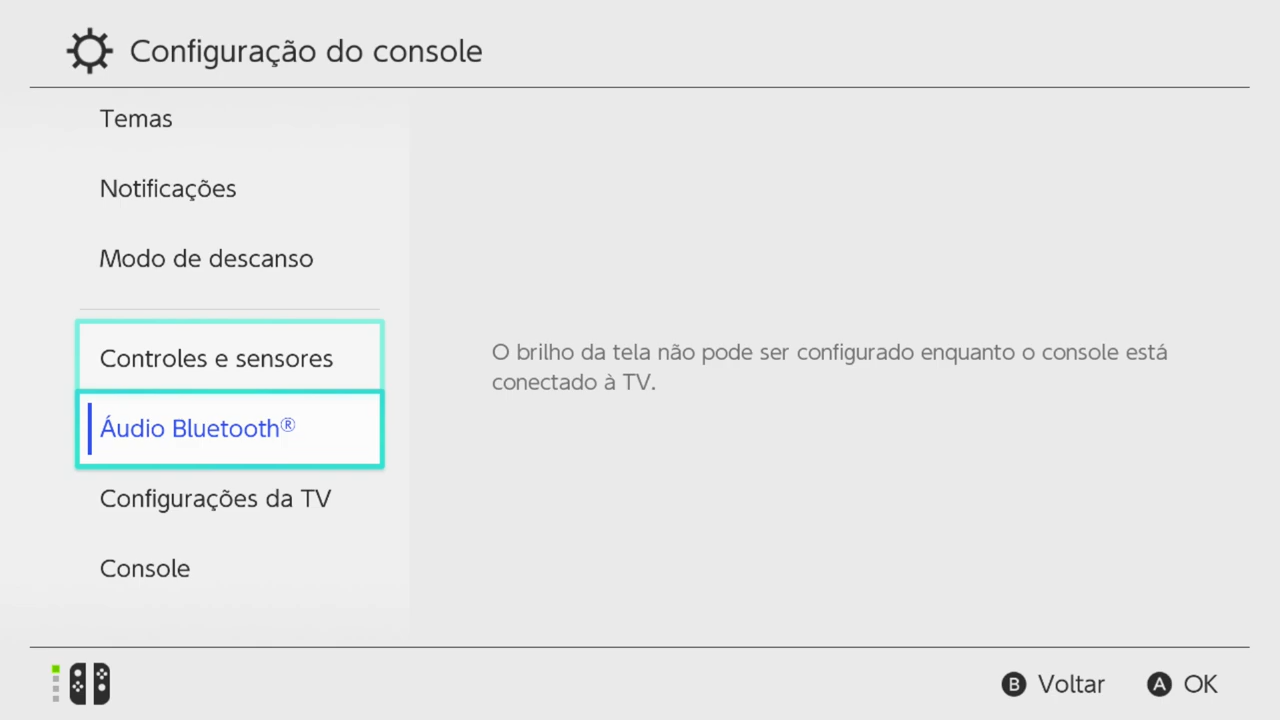 Configuração do console
Temas
Notificações
Modo de descanso
Controles e sensores
Áudio Bluetooth®
Configurações da TV
Console
O brilho da tela não pode ser configurado enquanto o console está
conectado à TV.
B Voltar
A OK